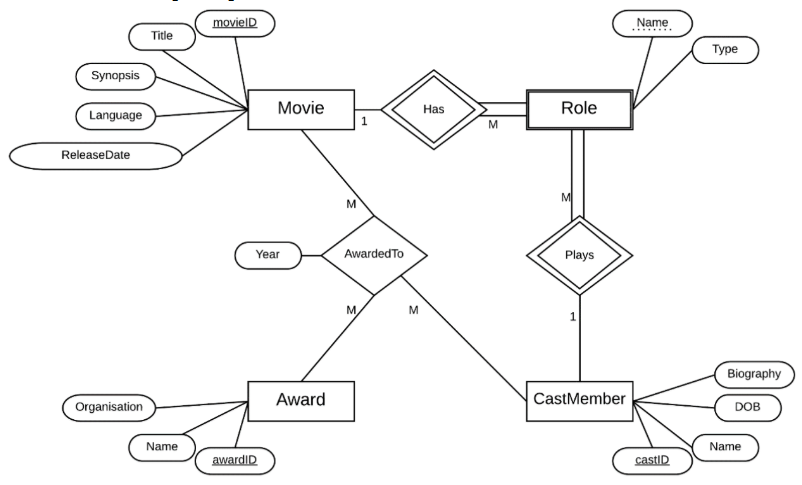 movieID
Name
Title
Type
Synopsis
Movie
Has
Role
Language
1
M
ReleaseDate
M
M
Year
AwardedTo
Plays
M
M
1
Biography
Award
CastMember
Organisation
DOB
Name
Name
awardID
castID